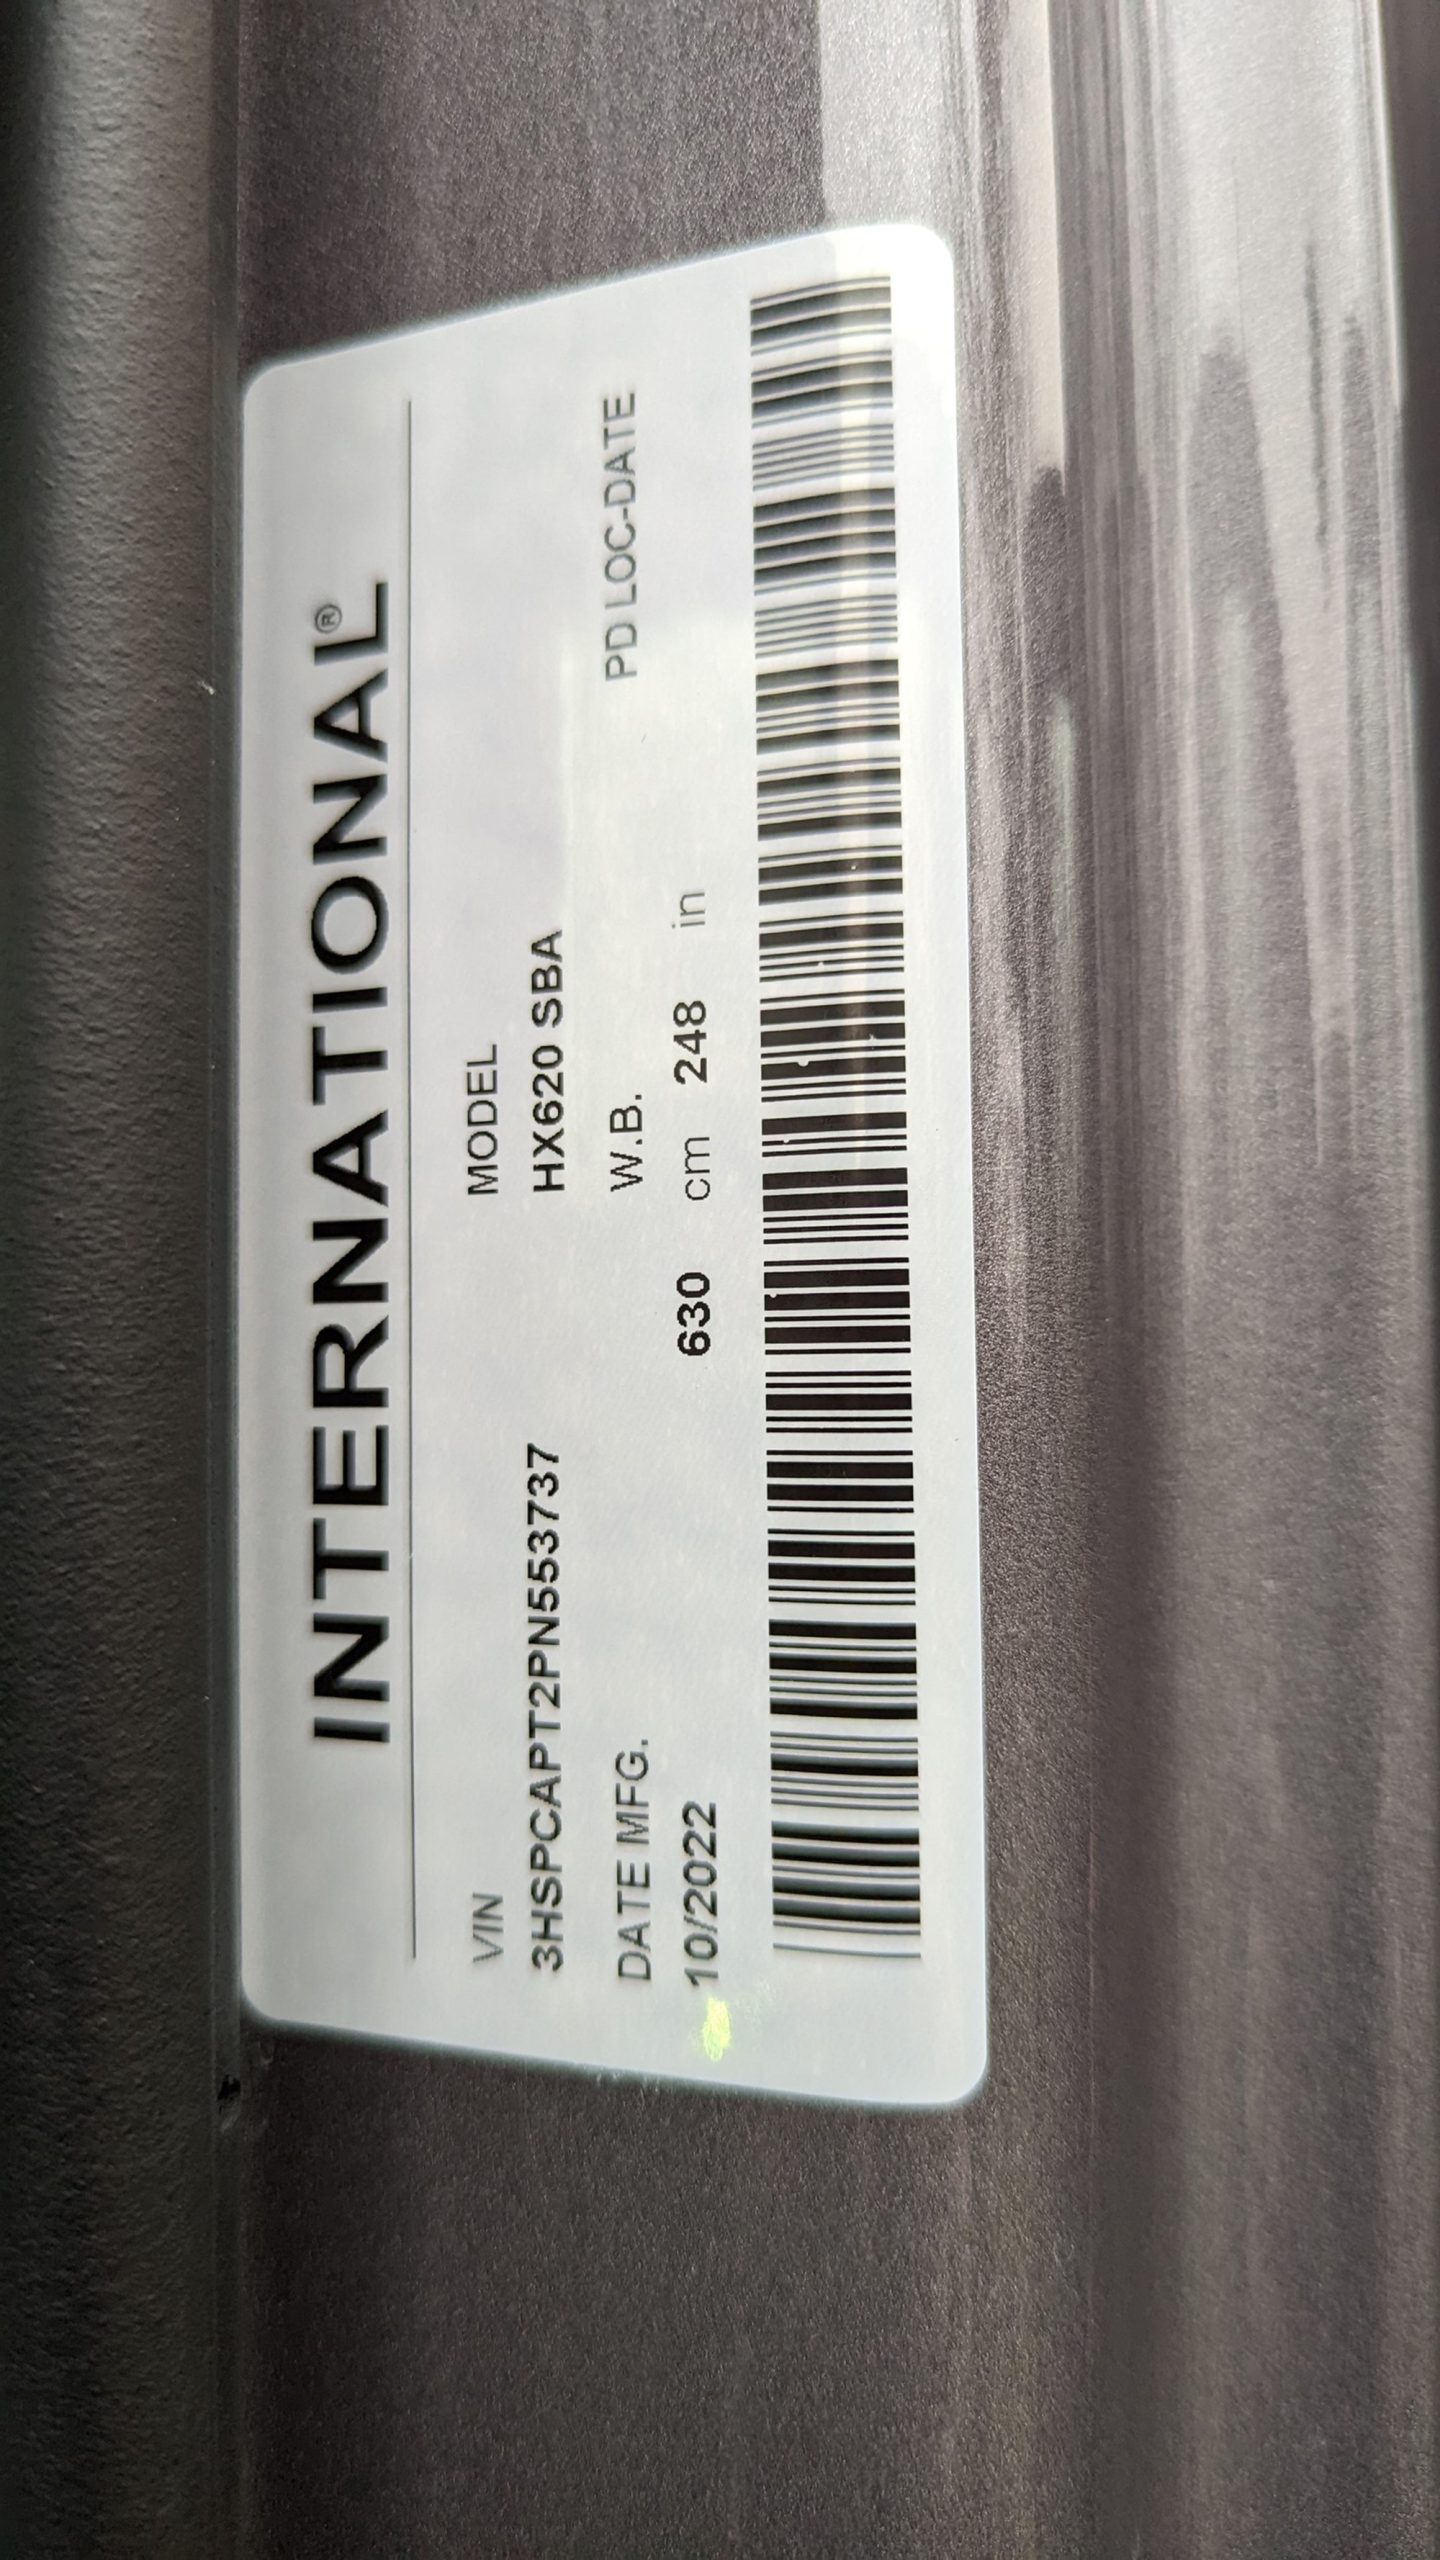 INTERNATIONAL®
VIN MODEL
3HSPCAPT2PN553737 HX620 SBA
DATE MFG. W.B. PD LOC-DATE
10/2022 630 cm 248 in